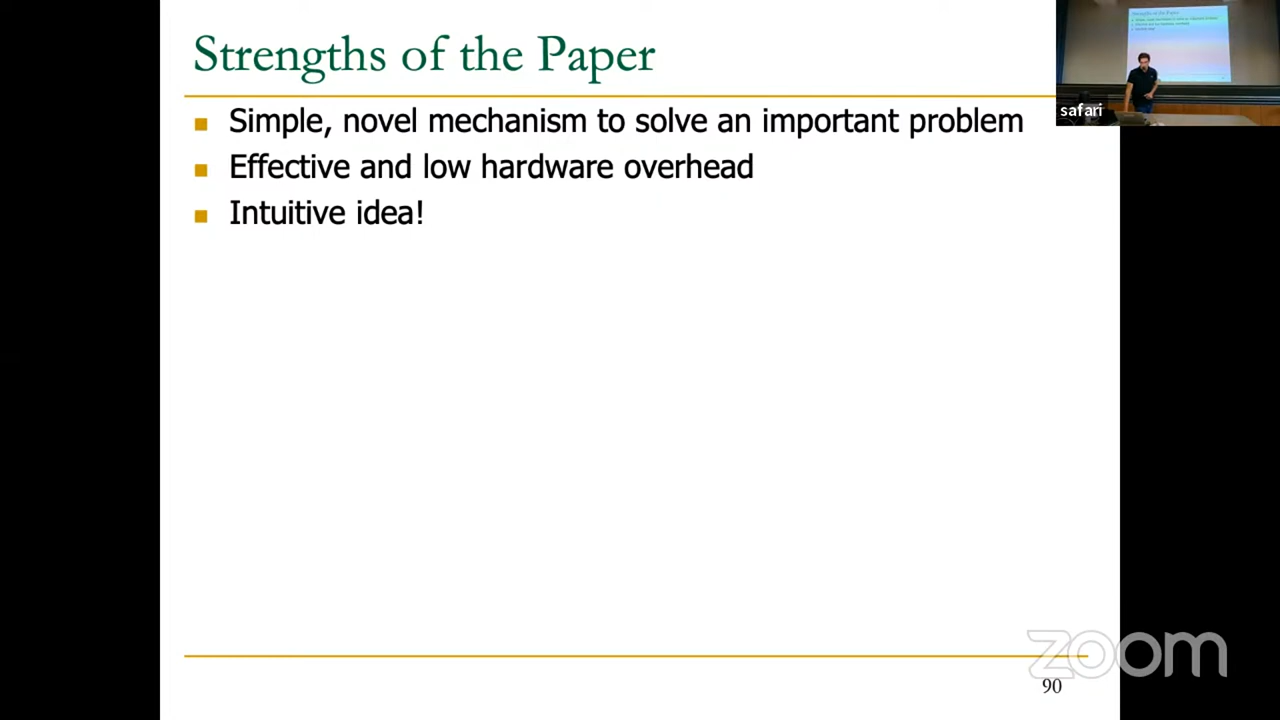 Strengths of the Paper
Simple, novel mechanism to solve an important problem
Effective and low hardware overhead
Intuitive idea!
safari
zoom
90